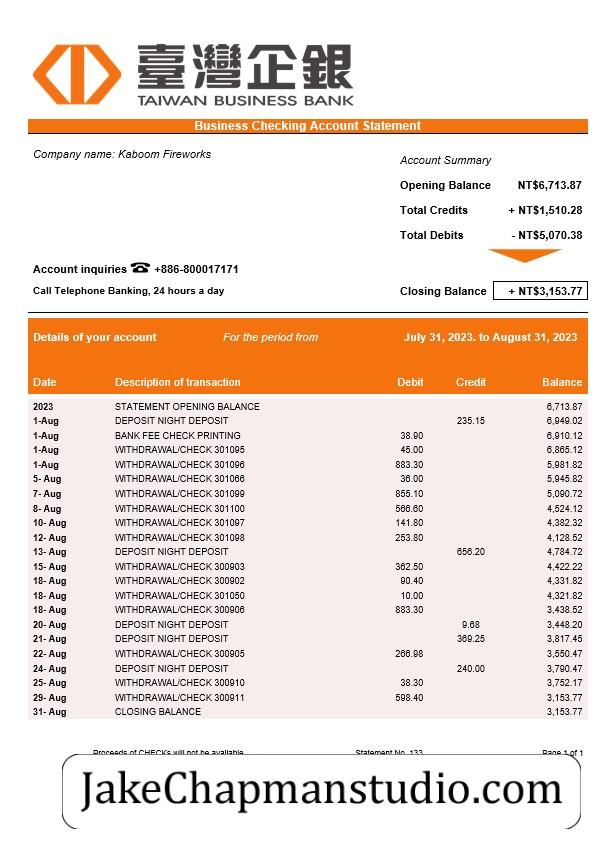 臺灣企銀
TAIWAN BUSINESS BANK
Business Checking Account Statement
Company name: Kaboom Fireworks
Account Summary
Opening Balance NT$6,713.87
Total Credits + NT$1,510.28
Total Debits - NT$5,070.38
Account inquiries ☎ +886-800017171
Call Telephone Banking, 24 hours a day
Closing Balance + NT$3,153.77
Details of your account For the period from July 31, 2023. to August 31, 2023
Date Description of transaction Debit Credit Balance
2023 STATEMENT OPENING BALANCE 6,713.87
1-Aug DEPOSIT NIGHT DEPOSIT 235.15 6,949.02
1-Aug BANK FEE CHECK PRINTING 38.90 6,910.12
1-Aug WITHDRAWAL/CHECK 301095 45.00 6,865.12
1-Aug WITHDRAWAL/CHECK 301096 883.30 5,981.82
5- Aug WITHDRAWAL/CHECK 301066 36.00 5,945.82
7- Aug WITHDRAWAL/CHECK 301099 855.10 5,090.72
8- Aug WITHDRAWAL/CHECK 301100 566.60 4,524.12
10- Aug WITHDRAWAL/CHECK 301097 141.80 4,382.32
12- Aug WITHDRAWAL/CHECK 301098 253.80 4,128.52
13- Aug DEPOSIT NIGHT DEPOSIT 656.20 4,784.72
15- Aug WITHDRAWAL/CHECK 300903 362.50 4,422.22
18- Aug WITHDRAWAL/CHECK 300902 90.40 4,331.82
18- Aug WITHDRAWAL/CHECK 301050 10.00 4,321.82
18- Aug WITHDRAWAL/CHECK 300906 883.30 3,438.52
20- Aug DEPOSIT NIGHT DEPOSIT 9.68 3,448.20
21- Aug DEPOSIT NIGHT DEPOSIT 369.25 3,817.45
22- Aug WITHDRAWAL/CHECK 300905 266.98 3,550.47
24- Aug DEPOSIT NIGHT DEPOSIT 240.00 3,790.47
25- Aug WITHDRAWAL/CHECK 300910 38.30 3,752.17
29- Aug WITHDRAWAL/CHECK 300911 598.40 3,153.77
31- Aug CLOSING BALANCE 3,153.77
Proceeds of CHECKs will not be available Statement No. 133 Page 1 of 1
JakeChapmanstudio.com